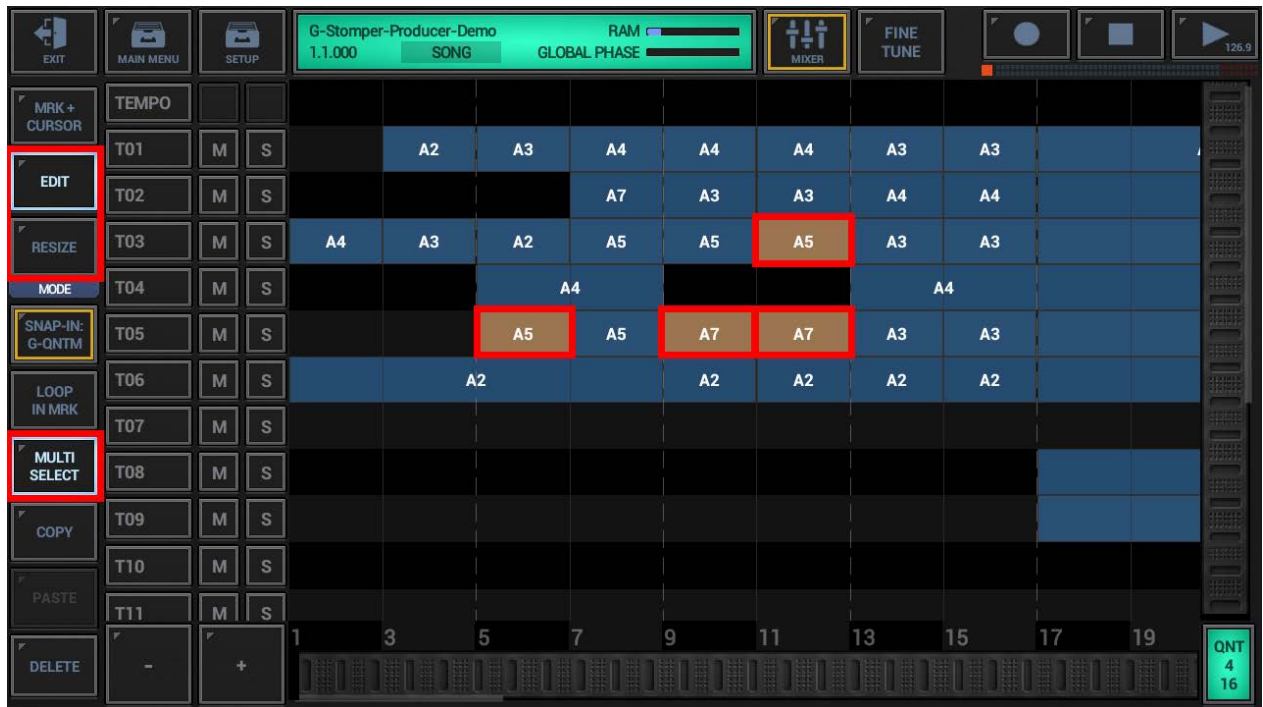 EXIT
MAIN MENU
SETUP
G-Stomper-Producer-Demo RAM
1.1.000 SONG GLOBAL PHASE
MIXER
FINE
TUNE
126.9
MRK +
CURSOR
TEMPO
T01 M S A2 A3 A4 A4 A4 A3 A3
EDIT
T02 M S A7 A3 A3 A4 A4
RESIZE
T03 M S A4 A3 A2 A5 A5 A5 A3 A3
MODE
T04 M S A4 A4
SNAP-IN:
G-QNTM
T05 M S A5 A5 A7 A7 A3 A3
T06 M S A2 A2 A2 A2 A2
LOOP
IN MRK
T07 M S
MULTI
SELECT
T08 M S
T09 M S
COPY
T10 M S
PASTE
T11 M S
1 3 5 7 9 11 13 15 17 19
DELETE - +
QNT
4
16